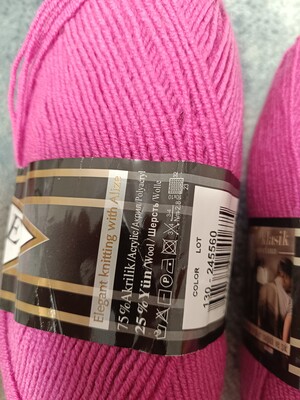 Elegant knitting with Alize
75% Akrilik/Acrylic/Акрил Polyacryl
25% Yün/Wool/Шерсть Wolle
COLOR LOT
130 - 245560